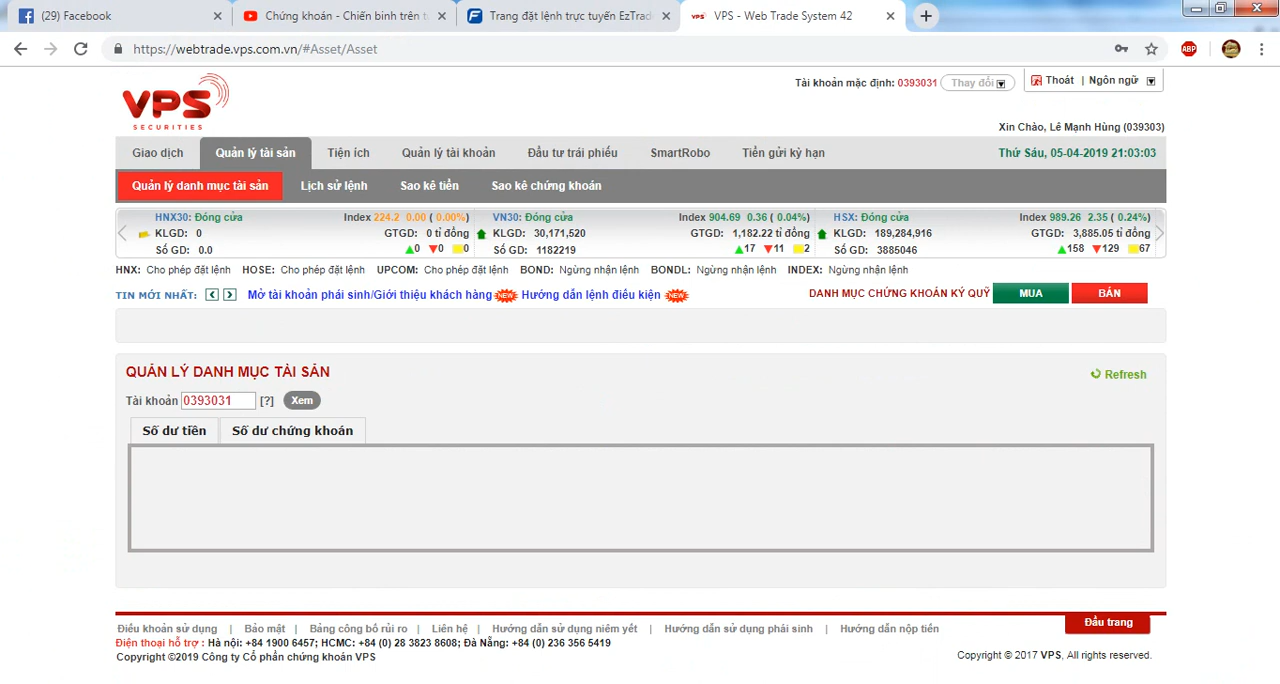 (29) Facebook
Chứng khoán - Chiến binh trên t
Trang đặt lệnh trực tuyến EzTrad
VPS - Web Trade System 42
https://webtrade.vps.com.vn/#Asset/Asset
ABP
VPS
SECURITIES
Tài khoản mặc định: 0393031 Thay đổi
Thoát | Ngôn ngữ
Xin Chào, Lê Mạnh Hùng (039303)
Giao dịch Quản lý tài sản Tiện ích Quản lý tài khoản Đầu tư trái phiếu SmartRobo Tiền gửi kỳ hạn Thứ Sáu, 05-04-2019 21:03:03
Quản lý danh mục tài sản Lịch sử lệnh Sao kê tiền Sao kê chứng khoán
HNX30: Đóng cửa Index 224.2 0.00 ( 0.00%) VN30: Đóng cửa Index 904.69 0.36 ( 0.04%) HSX: Đóng cửa Index 989.26 2.35 ( 0.24%)
KLGD: 0 GTGD: 0 tỉ đồng KLGD: 30,171,520 GTGD: 1,182.22 tỉ đồng KLGD: 189,284,916 GTGD: 3,885.05 tỉ đồng
Số GD: 0.0 0 0 0 Số GD: 1182219 17 11 2 Số GD: 3885046 158 129 67
HNX: Cho phép đặt lệnh HOSE: Cho phép đặt lệnh UPCOM: Cho phép đặt lệnh BOND: Ngừng nhận lệnh BONDL: Ngừng nhận lệnh INDEX: Ngừng nhận lệnh
TIN MỚI NHẤT: Mở tài khoản phái sinh/Giới thiệu khách hàng NEW Hướng dẫn lệnh điều kiện NEW DANH MỤC CHỨNG KHOÁN KÝ QUỸ MUA BÁN
QUẢN LÝ DANH MỤC TÀI SẢN
Refresh
Tài khoản 0393031 [?] Xem
Số dư tiền Số dư chứng khoán
Điều khoản sử dụng | Bảo mật | Bảng công bố rủi ro | Liên hệ | Hướng dẫn sử dụng niêm yết | Hướng dẫn sử dụng phái sinh | Hướng dẫn nộp tiền
Đầu trang
Điện thoại hỗ trợ : Hà nội: +84 1900 6457; HCMC: +84 (0) 28 3823 8608; Đà Nẵng: +84 (0) 236 356 5419
Copyright ©2019 Công ty Cổ phần chứng khoán VPS
Copyright © 2017 VPS, All rights reserved.